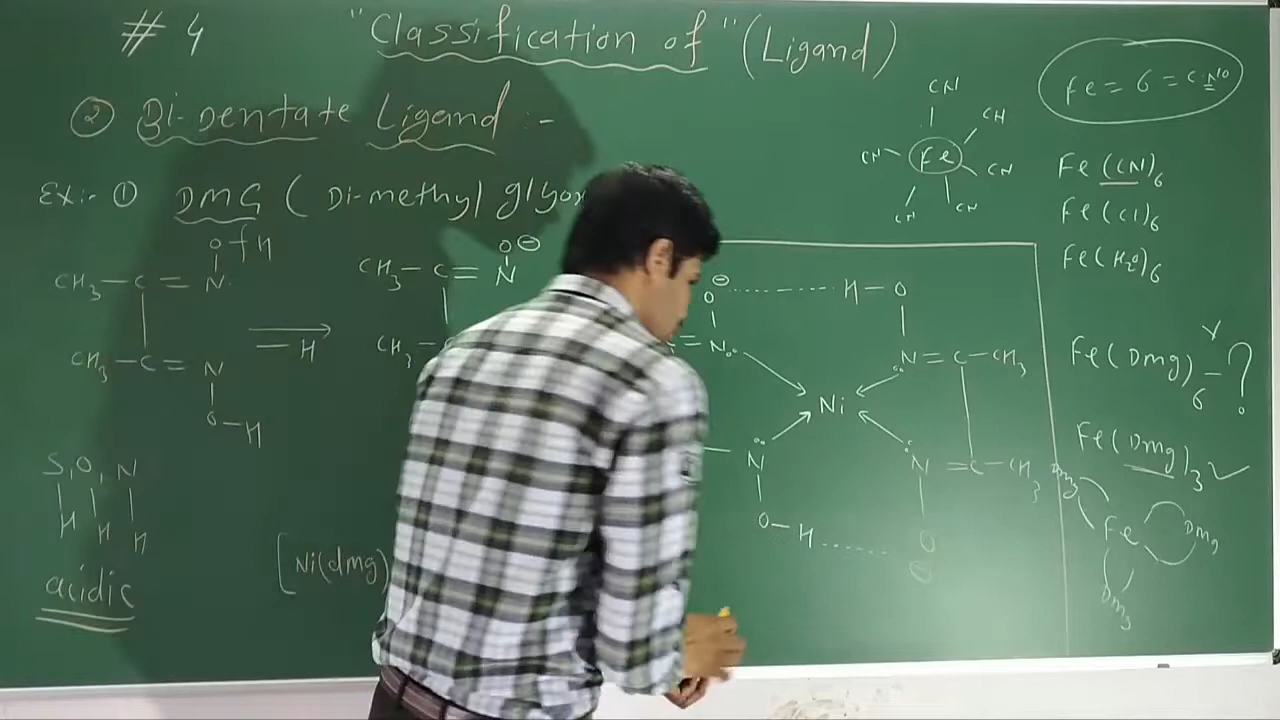 # 4 "Classification of" (Ligand)
② Bi-Dentate Ligand :-
Ex:- ① DMG ( Di-methyl glyox
O H
CH3 - C = N
CH3 - C = N
O - H
- H
O ⊖
CH3 - C = N
CH3 -
S, O, N
H H H
acidic
[Ni(dmg)
O ⊖ H - O
= N N = C - CH3
Ni
N N = C - CH3
O - H O ⊖
CN
CN CN
Fe
CN CN
CN
Fe = 6 = C.NO
Fe (CN)6
Fe (Cl)6
Fe (H2O)6
Fe (Dmg)6 - ?
Fe (Dmg)3 ✓
Dmg
Fe Dmg
Dmg